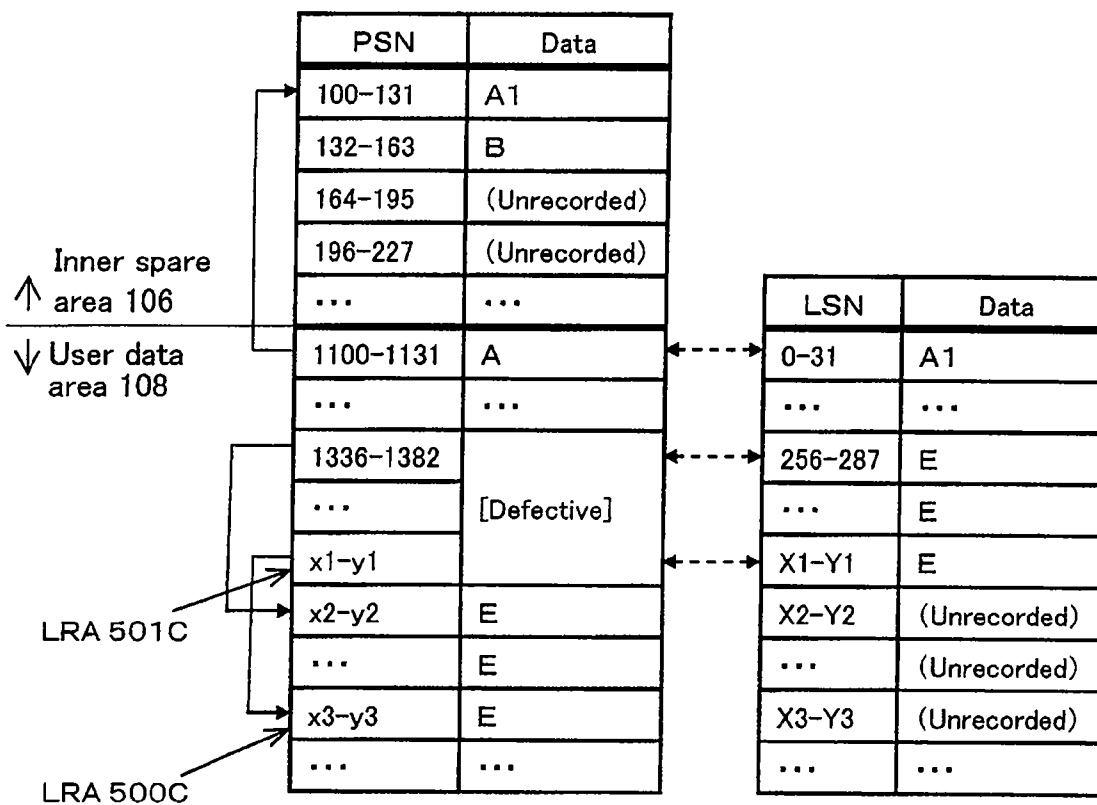 PSN Data
100-131 A1
132-163 B
164-195 (Unrecorded)
196-227 (Unrecorded)
... ...
↑ Inner spare
area 106
↓ User data
area 108
1100-1131 A
... ...
1336-1382
...
[Defective]
x1-y1
LRA 501C
x2-y2 E
... E
x3-y3 E
... ...
LRA 500C
LSN Data
0-31 A1
... ...
256-287 E
... E
X1-Y1 E
X2-Y2 (Unrecorded)
... (Unrecorded)
X3-Y3 (Unrecorded)
... ...